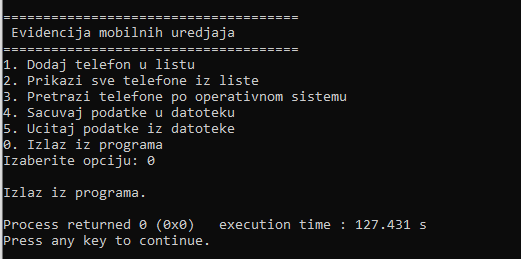 =====================================
Evidencija mobilnih uredjaja
=====================================
1. Dodaj telefon u listu
2. Prikazi sve telefone iz liste
3. Pretrazi telefone po operativnom sistemu
4. Sacuvaj podatke u datoteku
5. Ucitaj podatke iz datoteke
0. Izlaz iz programa
Izaberite opciju: 0
Izlaz iz programa.
Process returned 0 (0x0)   execution time : 127.431 s
Press any key to continue.